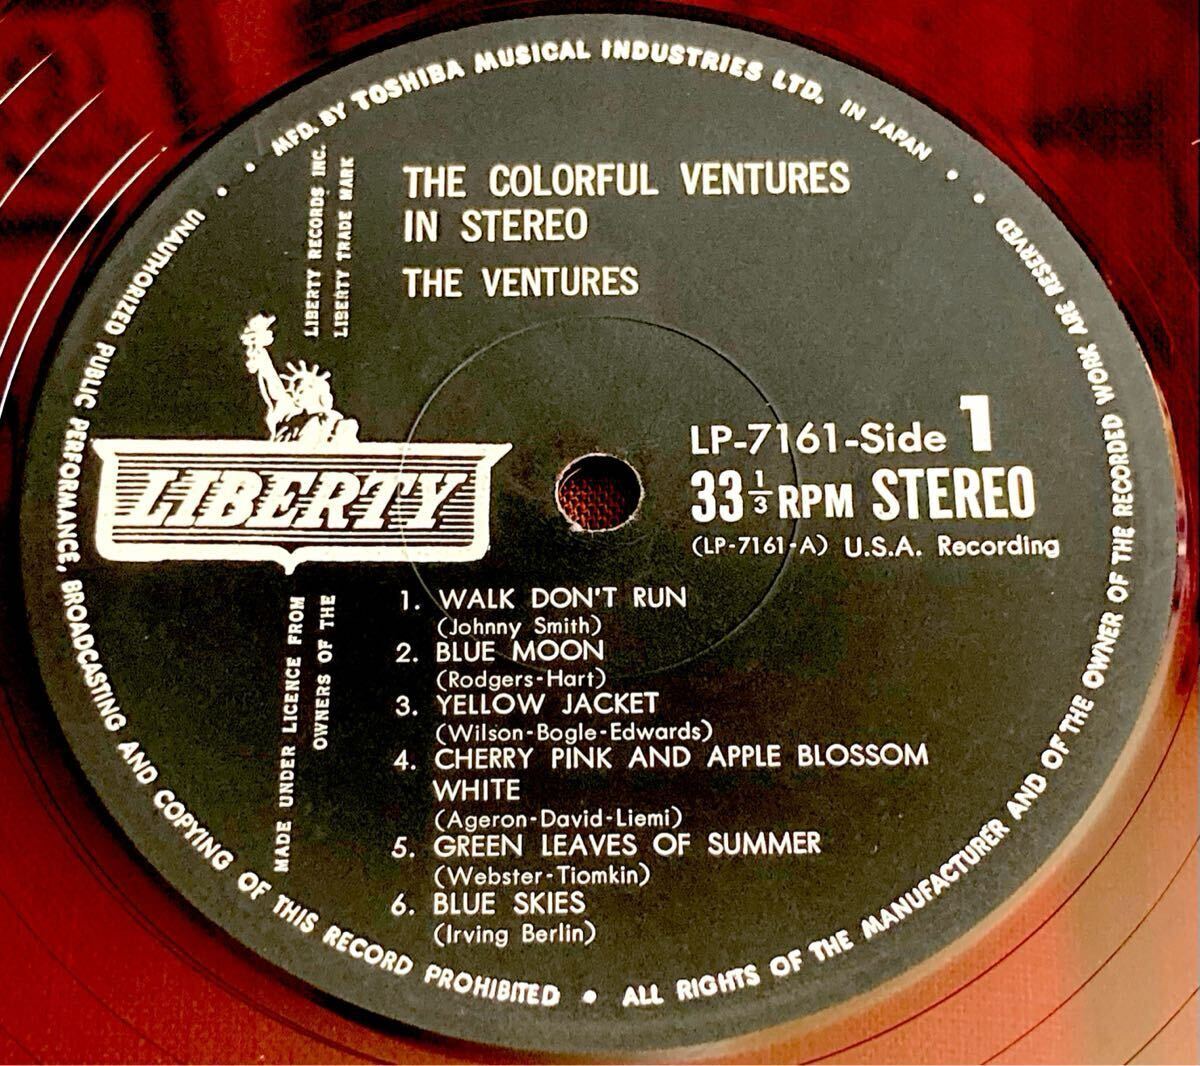 MFD. BY TOSHIBA MUSICAL INDUSTRIES LTD. IN JAPAN
LIBERTY RECORDS INC.
LIBERTY TRADE MARK
THE COLORFUL VENTURES
IN STEREO
THE VENTURES
LIBERTY
LP-7161-Side 1
33 1/3 RPM STEREO
(LP-7161-A) U.S.A. Recording
MADE UNDER LICENCE FROM
OWNERS OF THE
1. WALK DON'T RUN
(Johnny Smith)
2. BLUE MOON
(Rodgers-Hart)
3. YELLOW JACKET
(Wilson-Bogle-Edwards)
4. CHERRY PINK AND APPLE BLOSSOM
WHITE
(Ageron-David-Liemi)
5. GREEN LEAVES OF SUMMER
(Webster-Tiomkin)
6. BLUE SKIES
(Irving Berlin)
UNAUTHORIZED PUBLIC PERFORMANCE, BROADCASTING AND COPYING OF THIS RECORD PROHIBITED • ALL RIGHTS OF THE MANUFACTURER AND OF THE OWNER OF THE RECORDED WORK ARE RESERVED